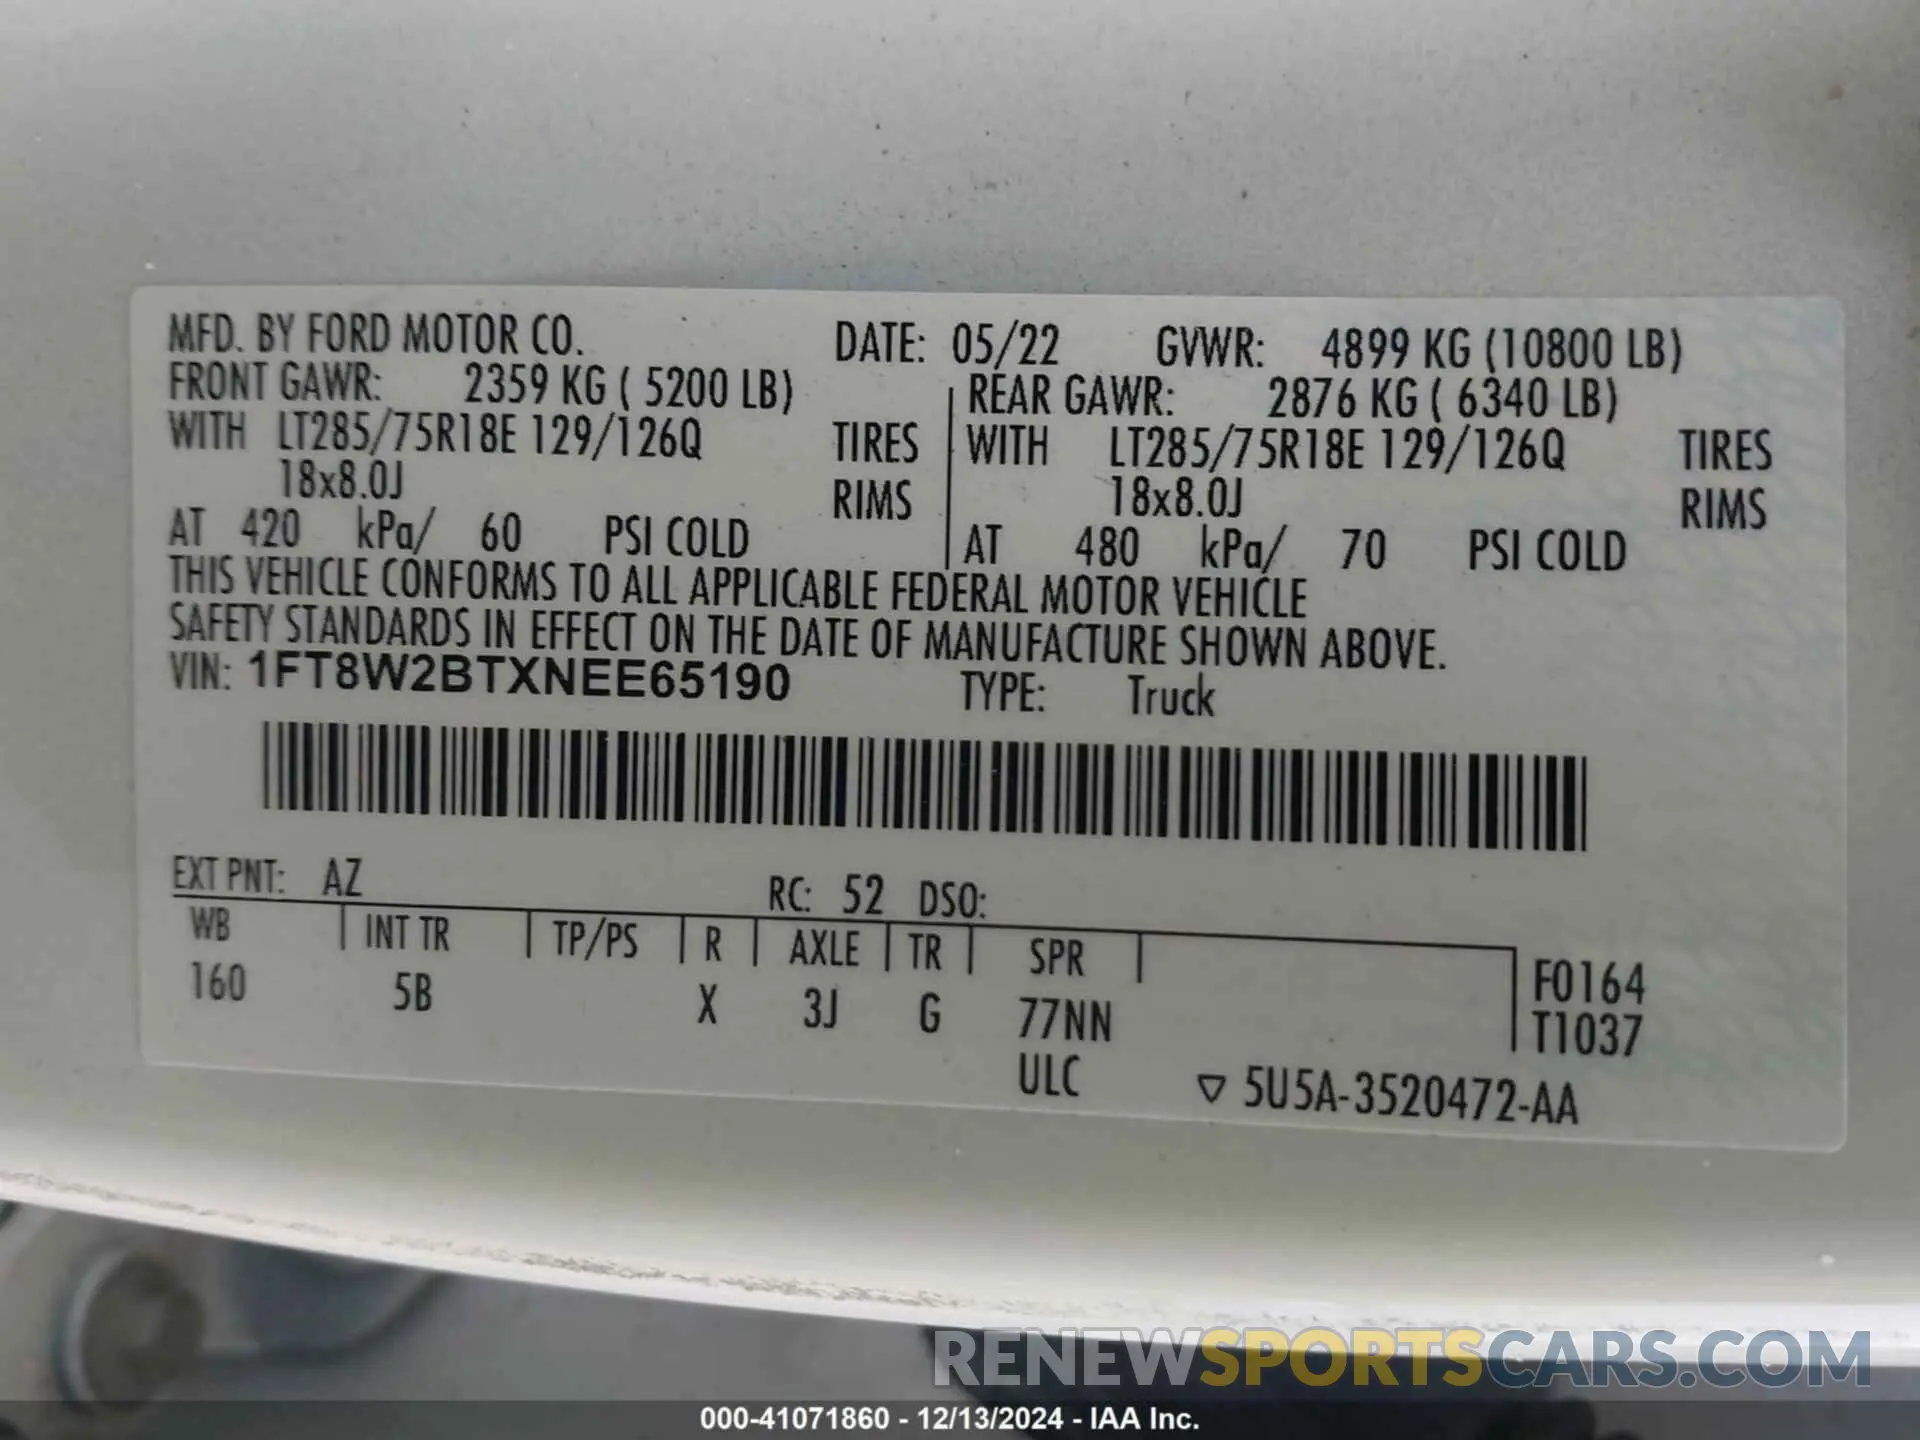 MFD. BY FORD MOTOR CO. DATE: 05/22 GVWR: 4899 KG (10800 LB)
FRONT GAWR: 2359 KG ( 5200 LB) REAR GAWR: 2876 KG ( 6340 LB)
WITH LT285/75R18E 129/126Q TIRES WITH LT285/75R18E 129/126Q TIRES
18x8.0J RIMS 18x8.0J RIMS
AT 420 kPa/ 60 PSI COLD AT 480 kPa/ 70 PSI COLD
THIS VEHICLE CONFORMS TO ALL APPLICABLE FEDERAL MOTOR VEHICLE
SAFETY STANDARDS IN EFFECT ON THE DATE OF MANUFACTURE SHOWN ABOVE.
VIN: 1FT8W2BTXNEE65190 TYPE: Truck
EXT PNT: AZ RC: 52 DSO:
WB INT TR TP/PS R AXLE TR SPR F0164
160 5B X 3J G 77NN T1037
ULC ▽ 5U5A-3520472-AA
RENEWSPORTSCARS.COM
000-41071860 - 12/13/2024 - IAA Inc.